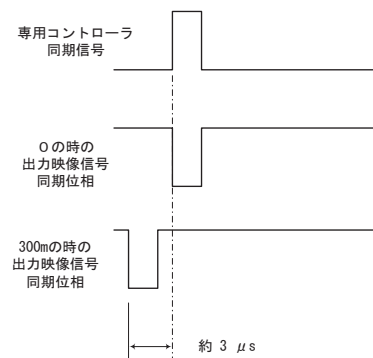 専用コントローラ
同期信号
0の時の
出力映像信号
同期位相
300mの時の
出力映像信号
同期位相
約 3 μs